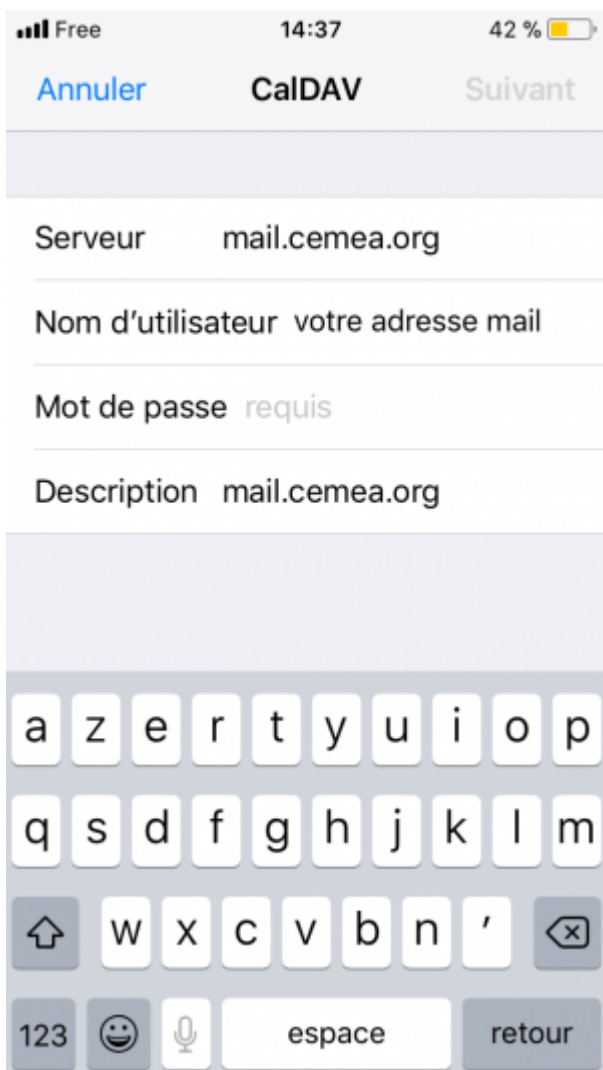 Free 14:37 42 %
Annuler CalDAV Suivant
Serveur mail.cemea.org
Nom d'utilisateur votre adresse mail
Mot de passe requis
Description mail.cemea.org
a z e r t y u i o p
q s d f g h j k l m
w x c v b n ′
123 espace retour